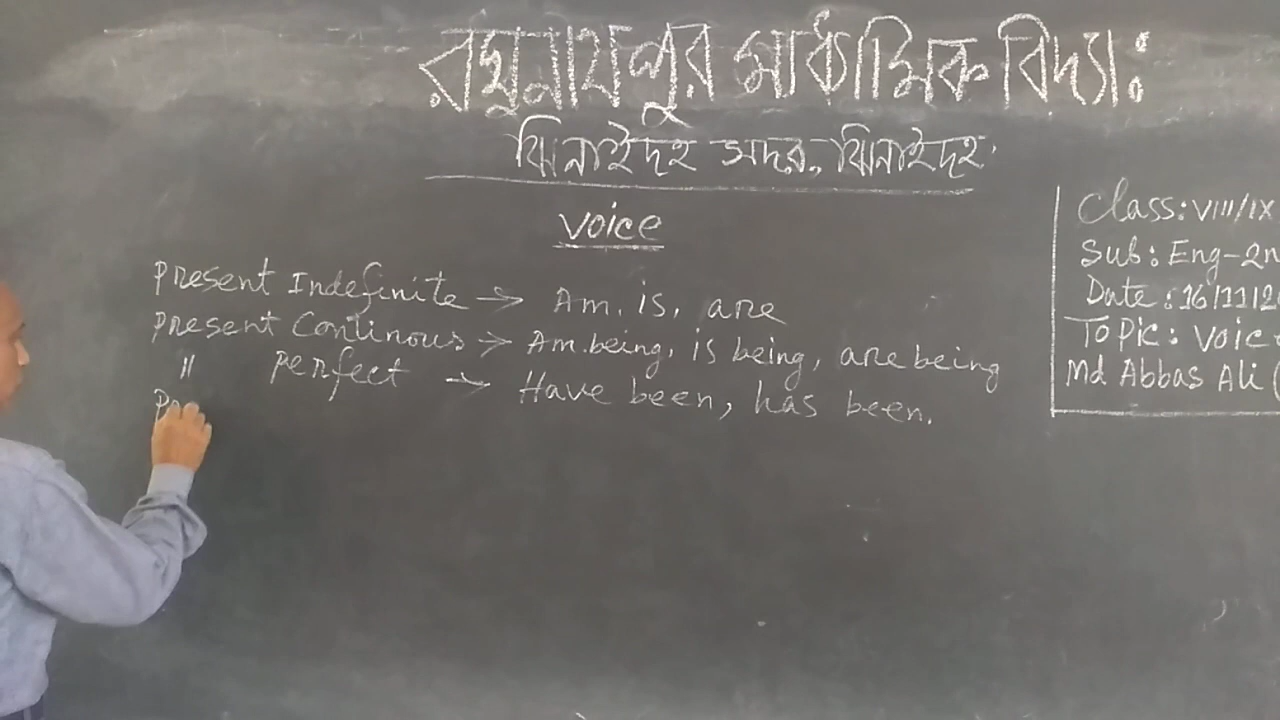 রঘুনাথপুর মাধ্যমিক বিদ্যা:
ঝিনাইদহ সদর, ঝিনাইদহ
Voice
Present Indefinite → Am. is, are
Present Continous → Am.being, is being, are being
" Perfect → Have been, has been.
Class: VIII/IX
Sub: Eng-2n
Date: 16/11/2
Topic: Voic
Md Abbas Ali (